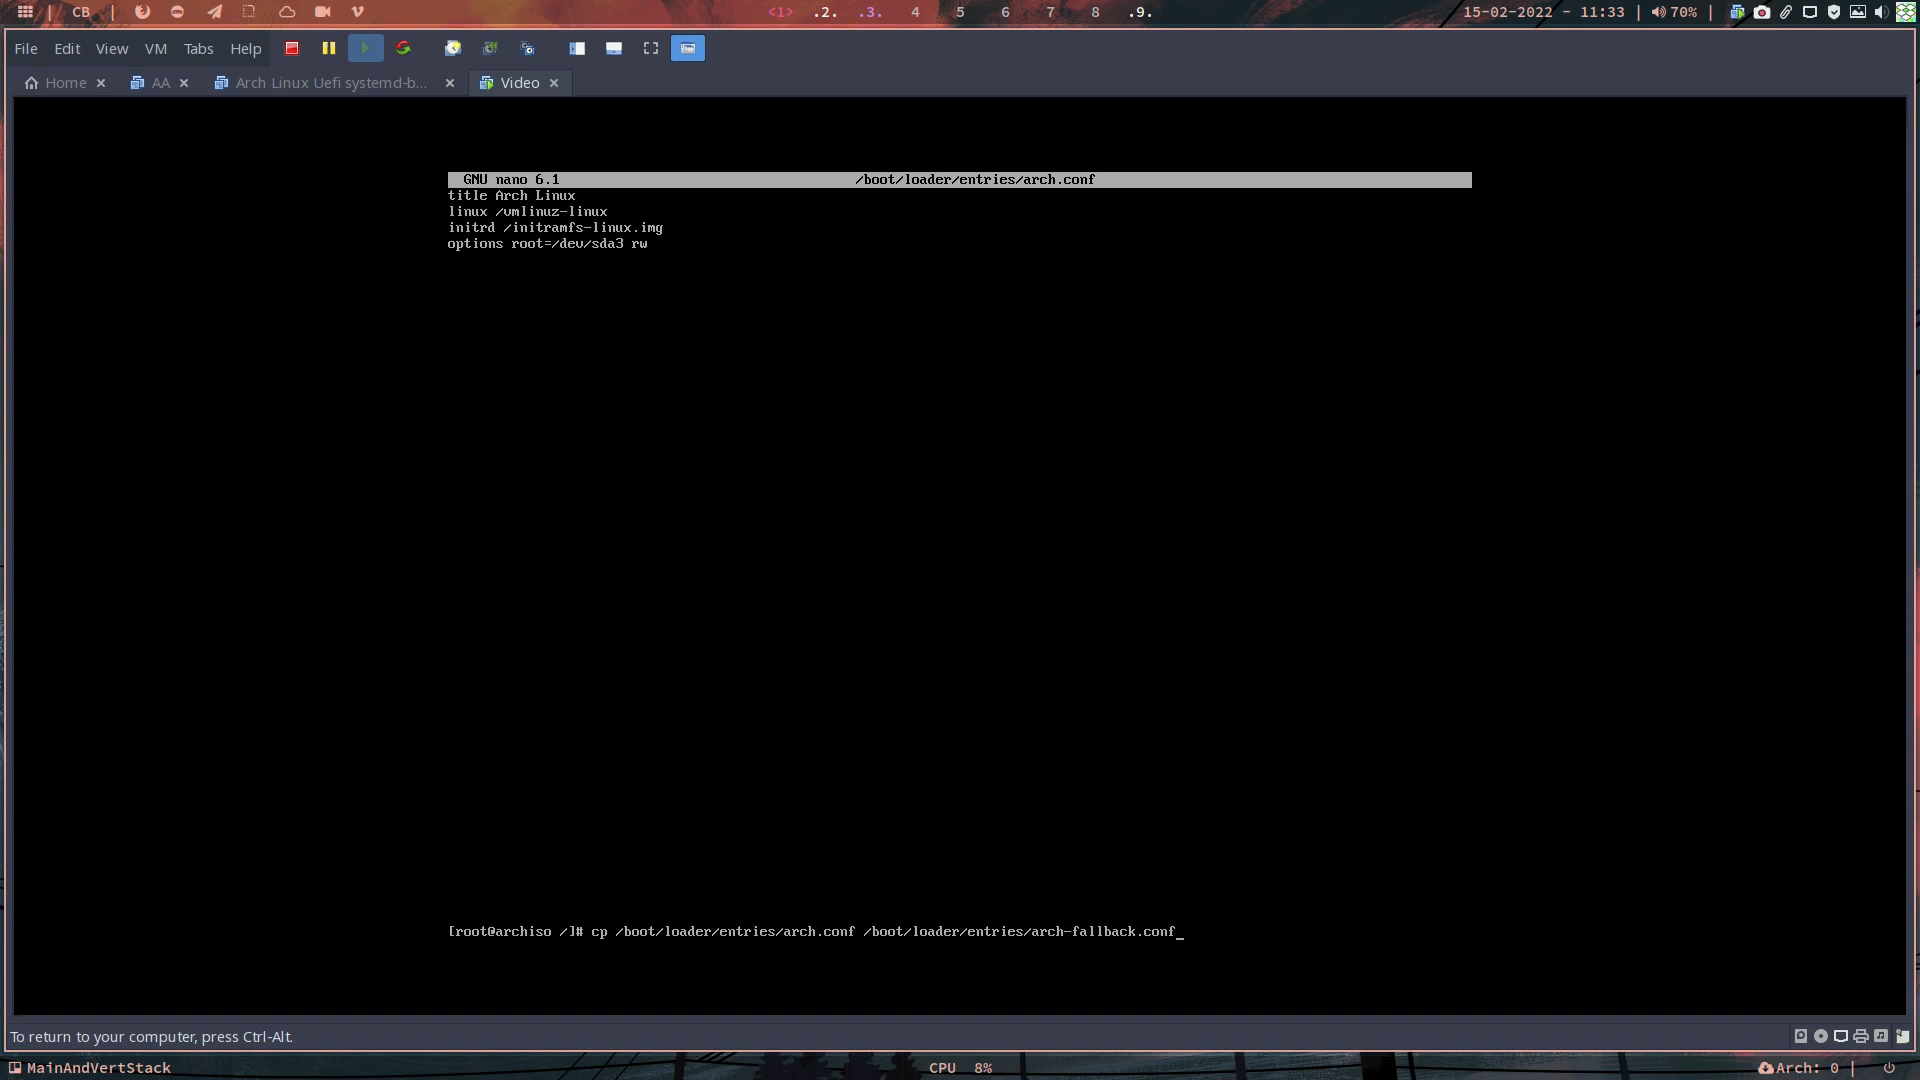 CB <1> .2. .3. 4 5 6 7 8 .9. 15-02-2022 - 11:33 | 70% |
File Edit View VM Tabs Help
Home AA Arch Linux Uefi systemd-b... Video
GNU nano 6.1 /boot/loader/entries/arch.conf
title Arch Linux
linux /vmlinuz-linux
initrd /initramfs-linux.img
options root=/dev/sda3 rw
[root@archiso /]# cp /boot/loader/entries/arch.conf /boot/loader/entries/arch-fallback.conf_
To return to your computer, press Ctrl-Alt.
MainAndVertStack CPU 8% Arch: 0 |